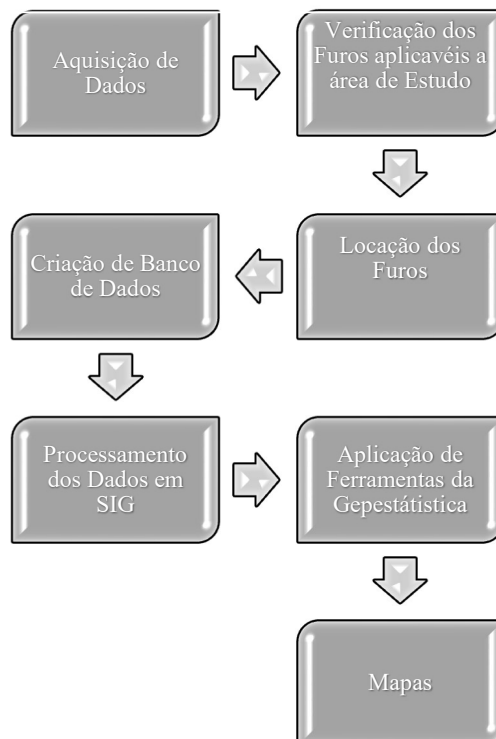 Aquisição de
Dados
Verificação dos
Furos aplicavéis a
área de Estudo
Locação dos
Furos
Criação de Banco
de Dados
Processamento
dos Dados em
SIG
Aplicação de
Ferramentas da
Gepestátistica
Mapas